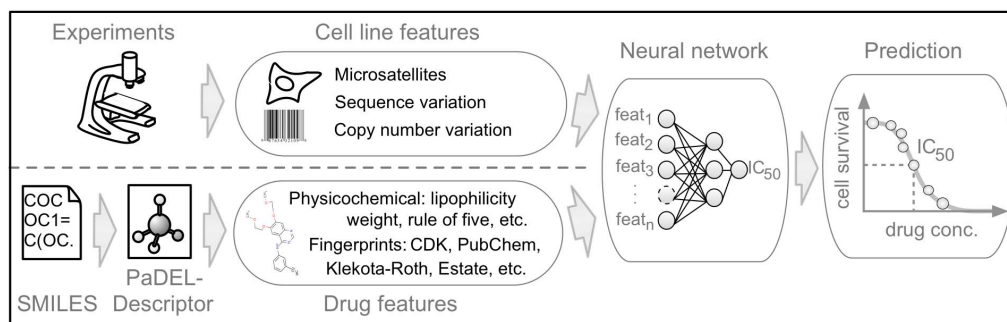 Experiments
Cell line features
Microsatellites
Sequence variation
Copy number variation
SMILES
COC
OC1=
C(OC.
PaDEL-
Descriptor
Physicochemical: lipophilicity
weight, rule of five, etc.
Fingerprints: CDK, PubChem,
Klekota-Roth, Estate, etc.
Drug features
Neural network
feat1
feat2
feat3
featn
IC50
Prediction
cell survival
IC50
drug conc.